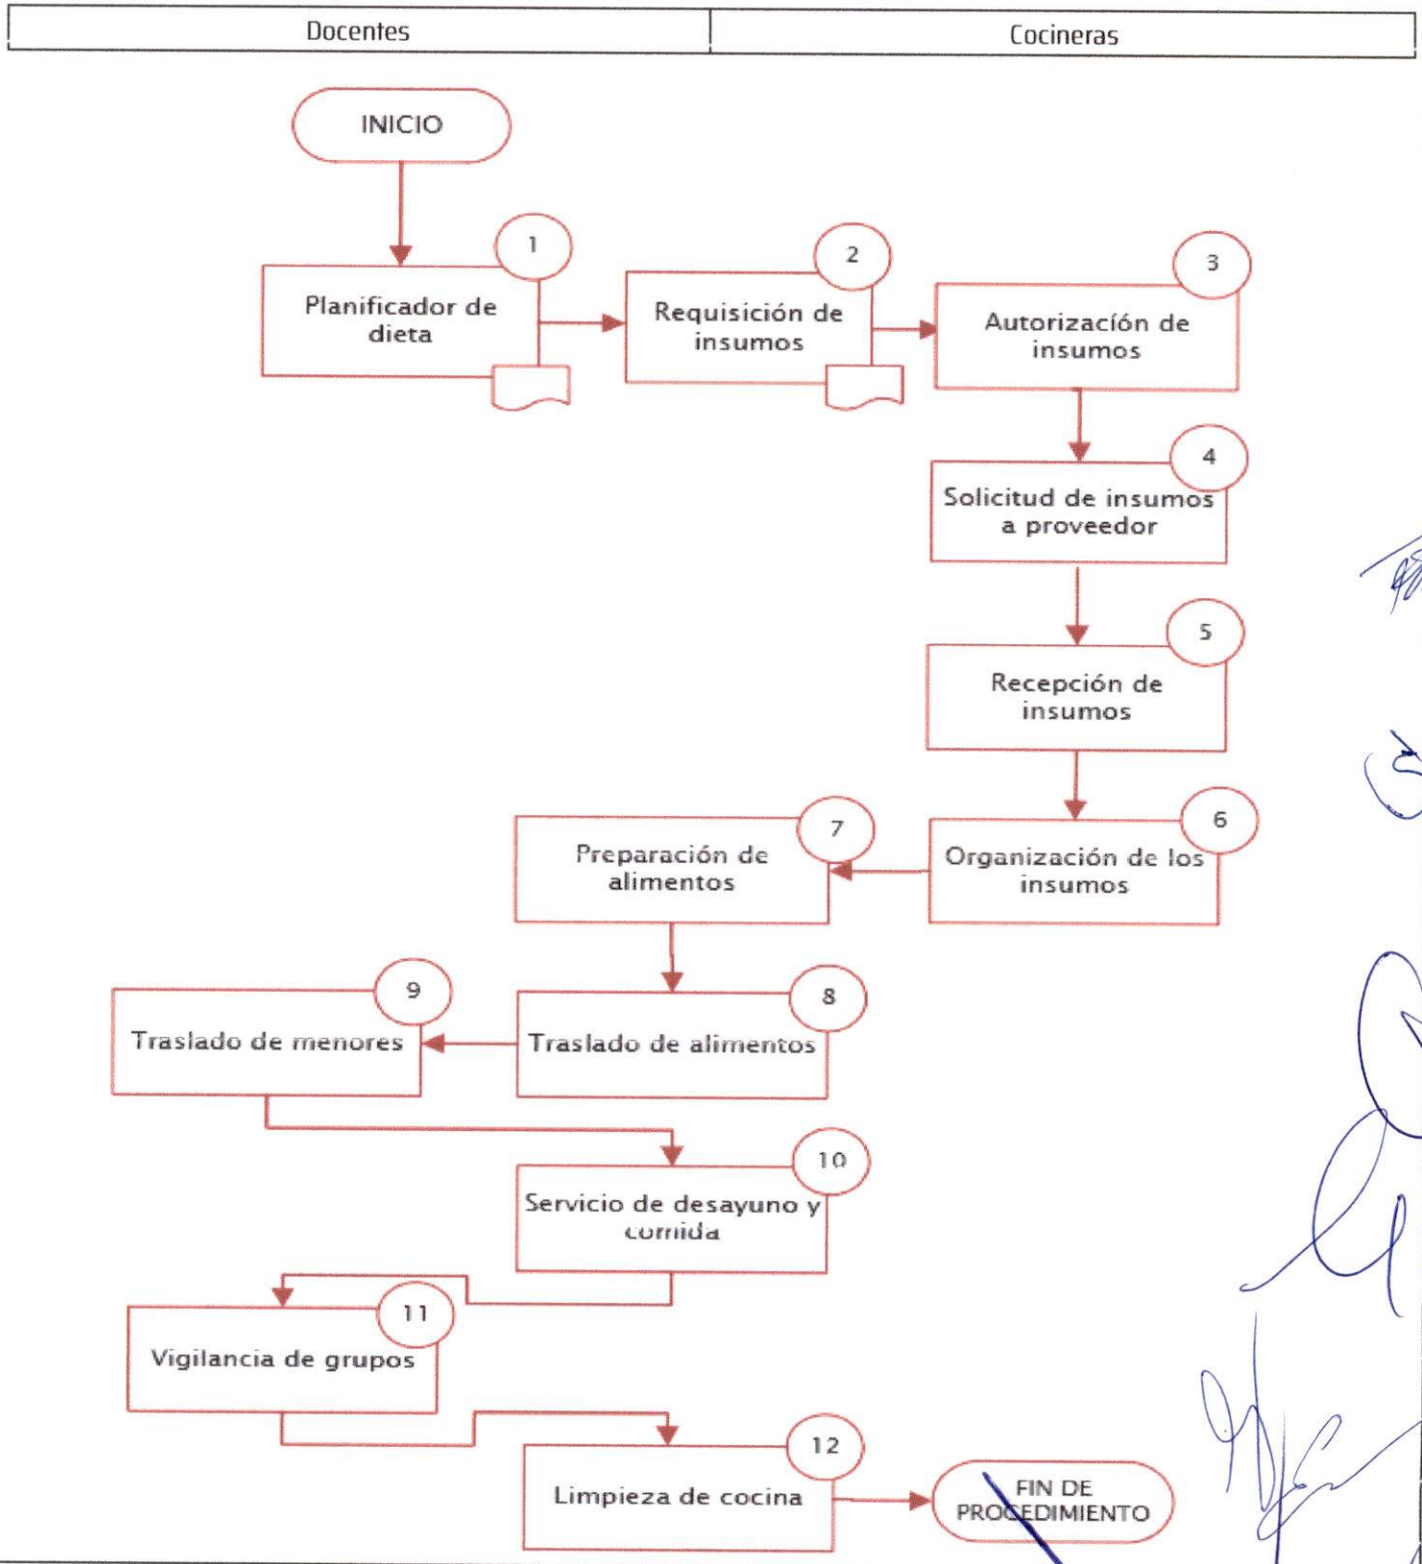 Docentes
Cocineras
INICIO
1
Planificador de
dieta
2
Requisición de
insumos
3
Autorizacíón de
insumos
4
Solicitud de insumos
a proveedor
5
Recepción de
insumos
6
Organización de los
insumos
7
Preparación de
alimentos
8
Traslado de alimentos
9
Traslado de menores
10
Servicio de desayuno y
comida
11
Vigilancia de grupos
12
Limpieza de cocina
FIN DE
PROCEDIMIENTO